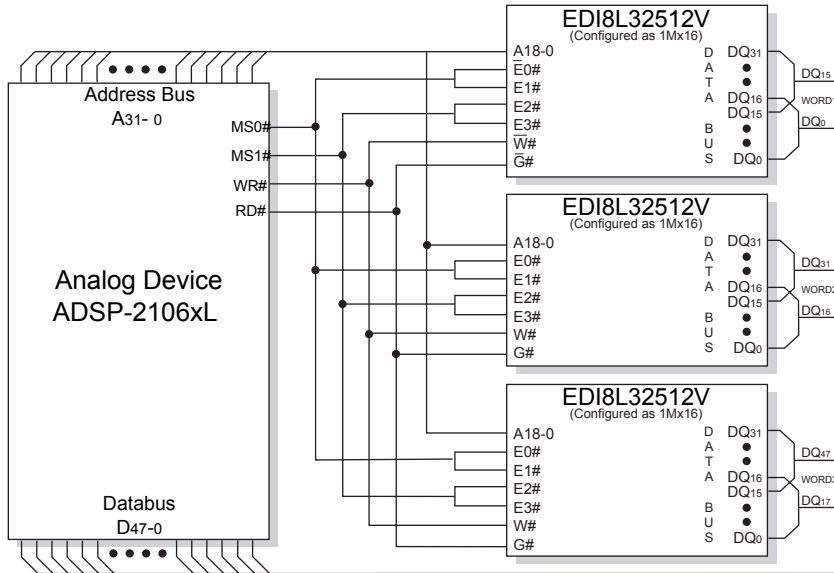 Address Bus
A31- 0
MS0#
MS1#
WR#
RD#
Analog Device
ADSP-2106xL
Databus
D47-0
EDI8L32512V
(Configured as 1Mx16)
A18-0 D DQ31
E0# A
E1# T
E2# A DQ16
DQ15
E3# B
W# U
G# S DQ0
DQ15
WORD1
DQ0
EDI8L32512V
(Configured as 1Mx16)
A18-0 D DQ31
E0# A
E1# T
E2# A DQ16
DQ15
E3# B
W# U
G# S DQ0
DQ31
WORD2
DQ16
EDI8L32512V
(Configured as 1Mx16)
A18-0 D DQ31
E0# A
E1# T
E2# A DQ16
DQ15
E3# B
W# U
G# S DQ0
DQ47
WORD3
DQ17